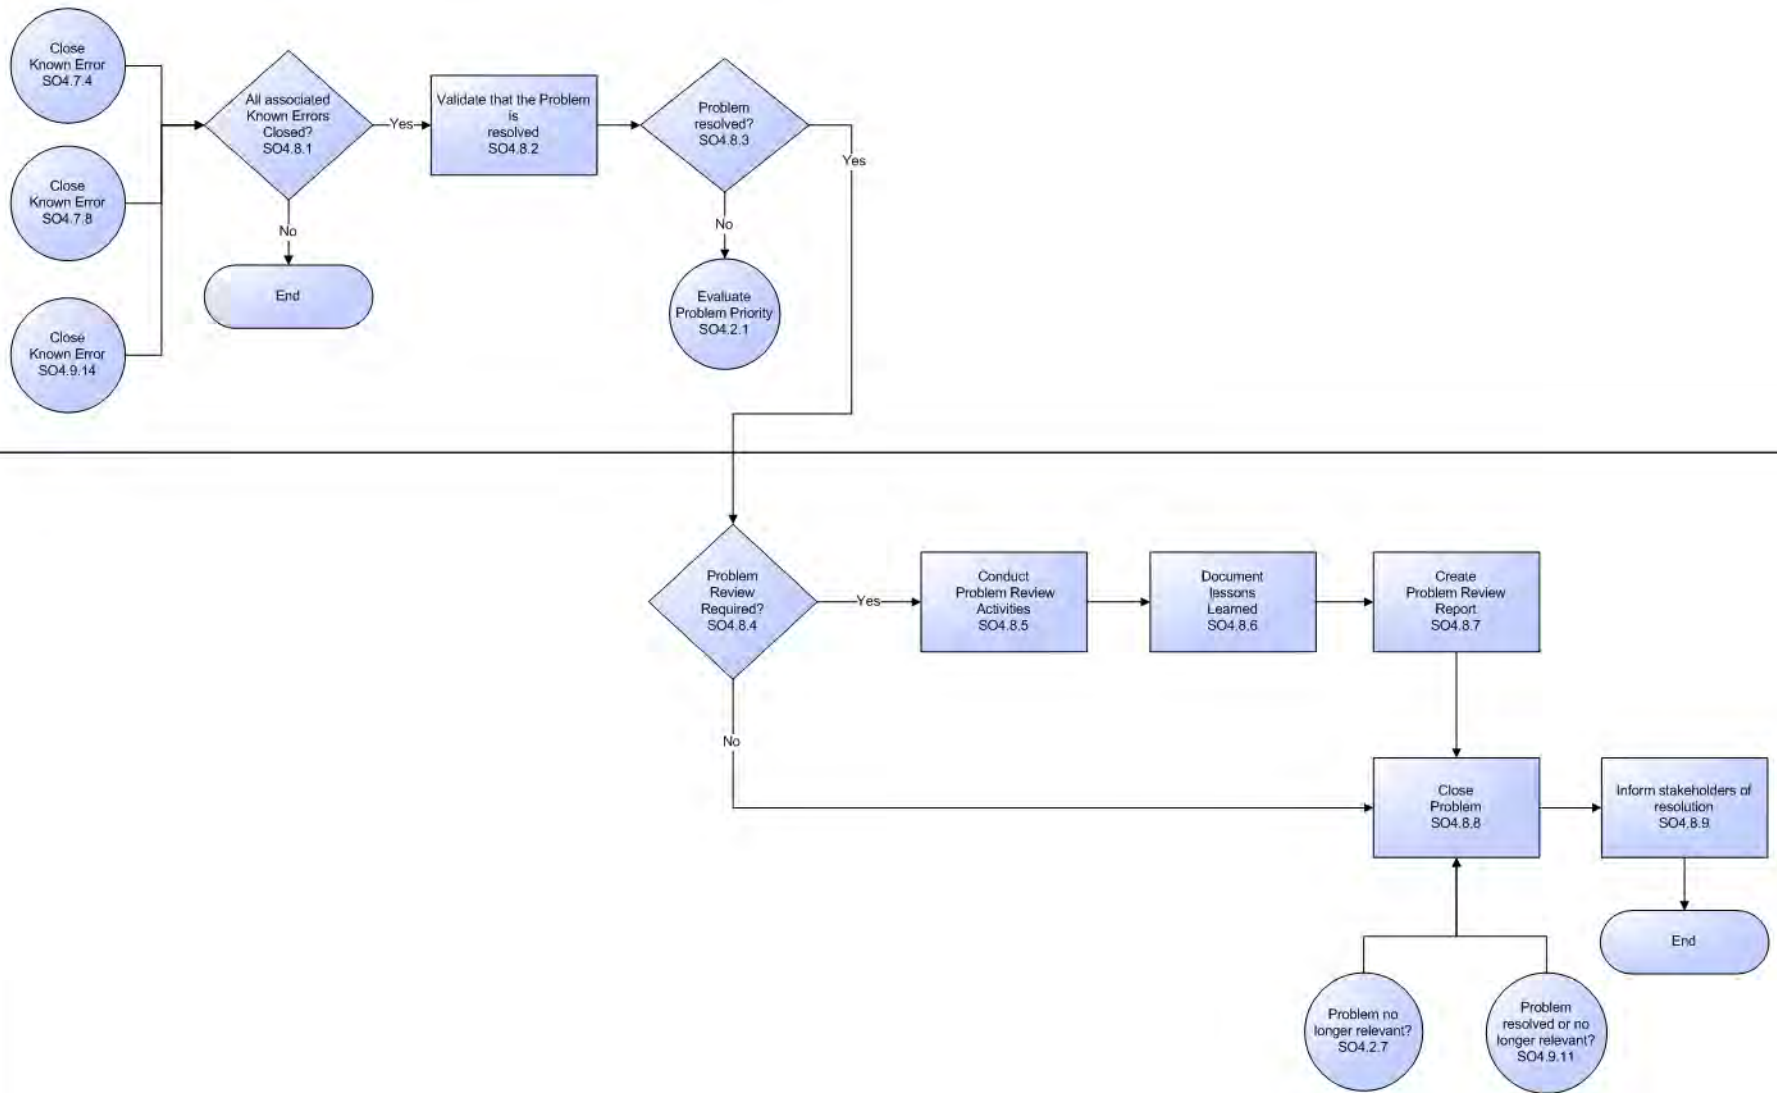 Close
Known Error
SO4.7.4
Close
Known Error
SO4.7.8
Close
Known Error
SO4.9.14
All associated
Known Errors
Closed?
SO4.8.1
Yes
No
End
Validate that the Problem
is
resolved
SO4.8.2
Problem
resolved?
SO4.8.3
Yes
No
Evaluate
Problem Priority
SO4.2.1
Problem
Review
Required?
SO4.8.4
Yes
No
Conduct
Problem Review
Activities
SO4.8.5
Document
lessons
Learned
SO4.8.6
Create
Problem Review
Report
SO4.8.7
Close
Problem
SO4.8.8
Inform stakeholders of
resolution
SO4.8.9
End
Problem no
longer relevant?
SO4.2.7
Problem
resolved or no
longer relevant?
SO4.9.11